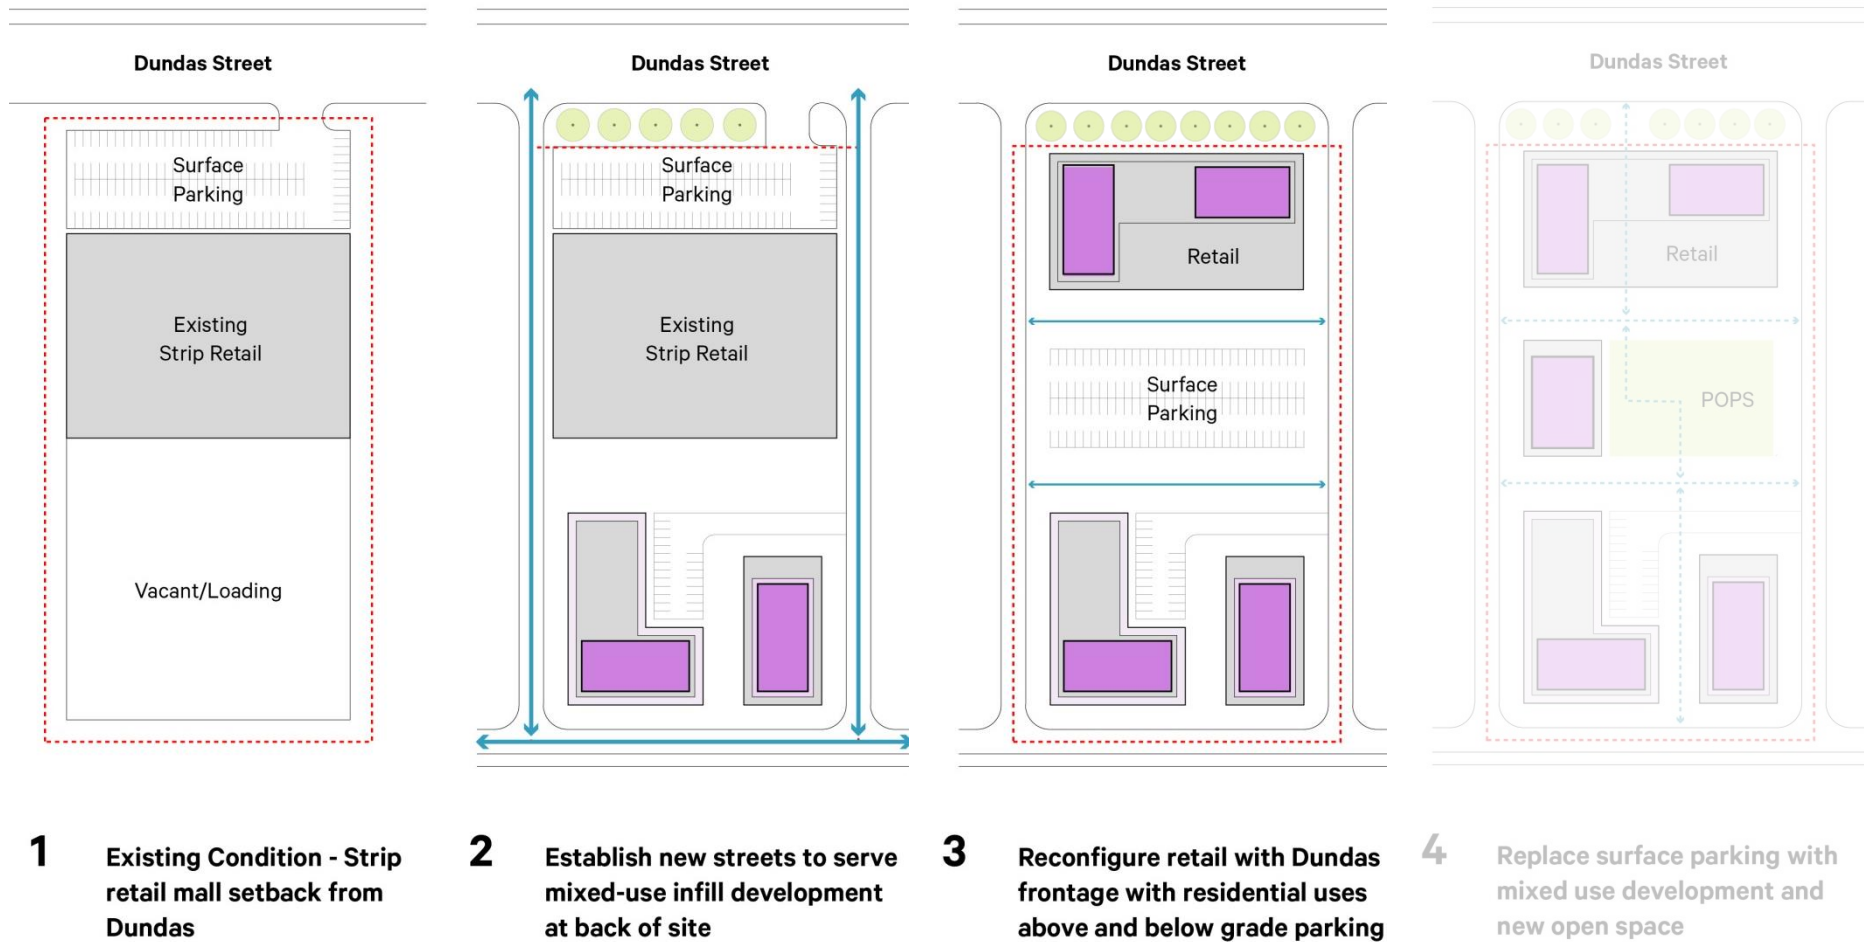 Dundas Street
Surface
Parking
Existing
Strip Retail
Vacant/Loading
1
Existing Condition - Strip
retail mall setback from
Dundas
Dundas Street
Surface
Parking
Existing
Strip Retail
2
Establish new streets to serve
mixed-use infill development
at back of site
Dundas Street
Retail
Surface
Parking
3
Reconfigure retail with Dundas
frontage with residential uses
above and below grade parking
Dundas Street
Retail
POPS
4
Replace surface parking with
mixed use development and
new open space